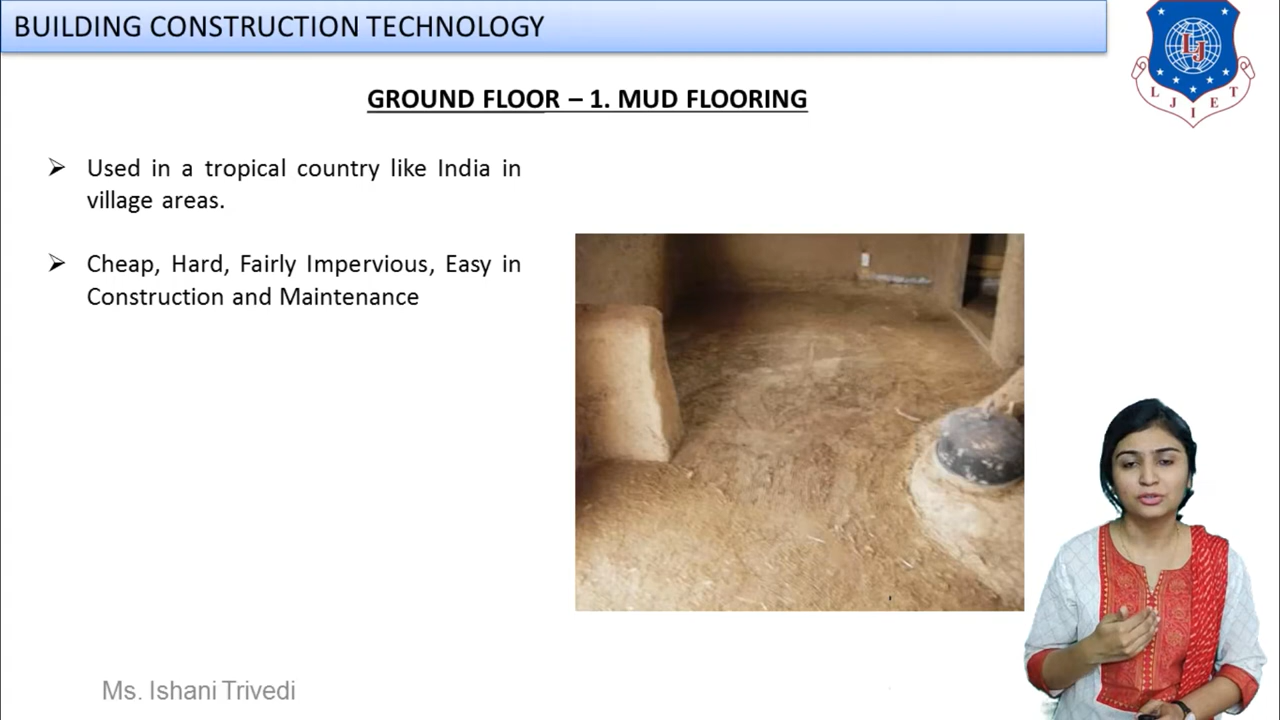 BUILDING CONSTRUCTION TECHNOLOGY
LJ
L J I E T
GROUND FLOOR – 1. MUD FLOORING
➢ Used in a tropical country like India in
village areas.
➢ Cheap, Hard, Fairly Impervious, Easy in
Construction and Maintenance
Ms. Ishani Trivedi